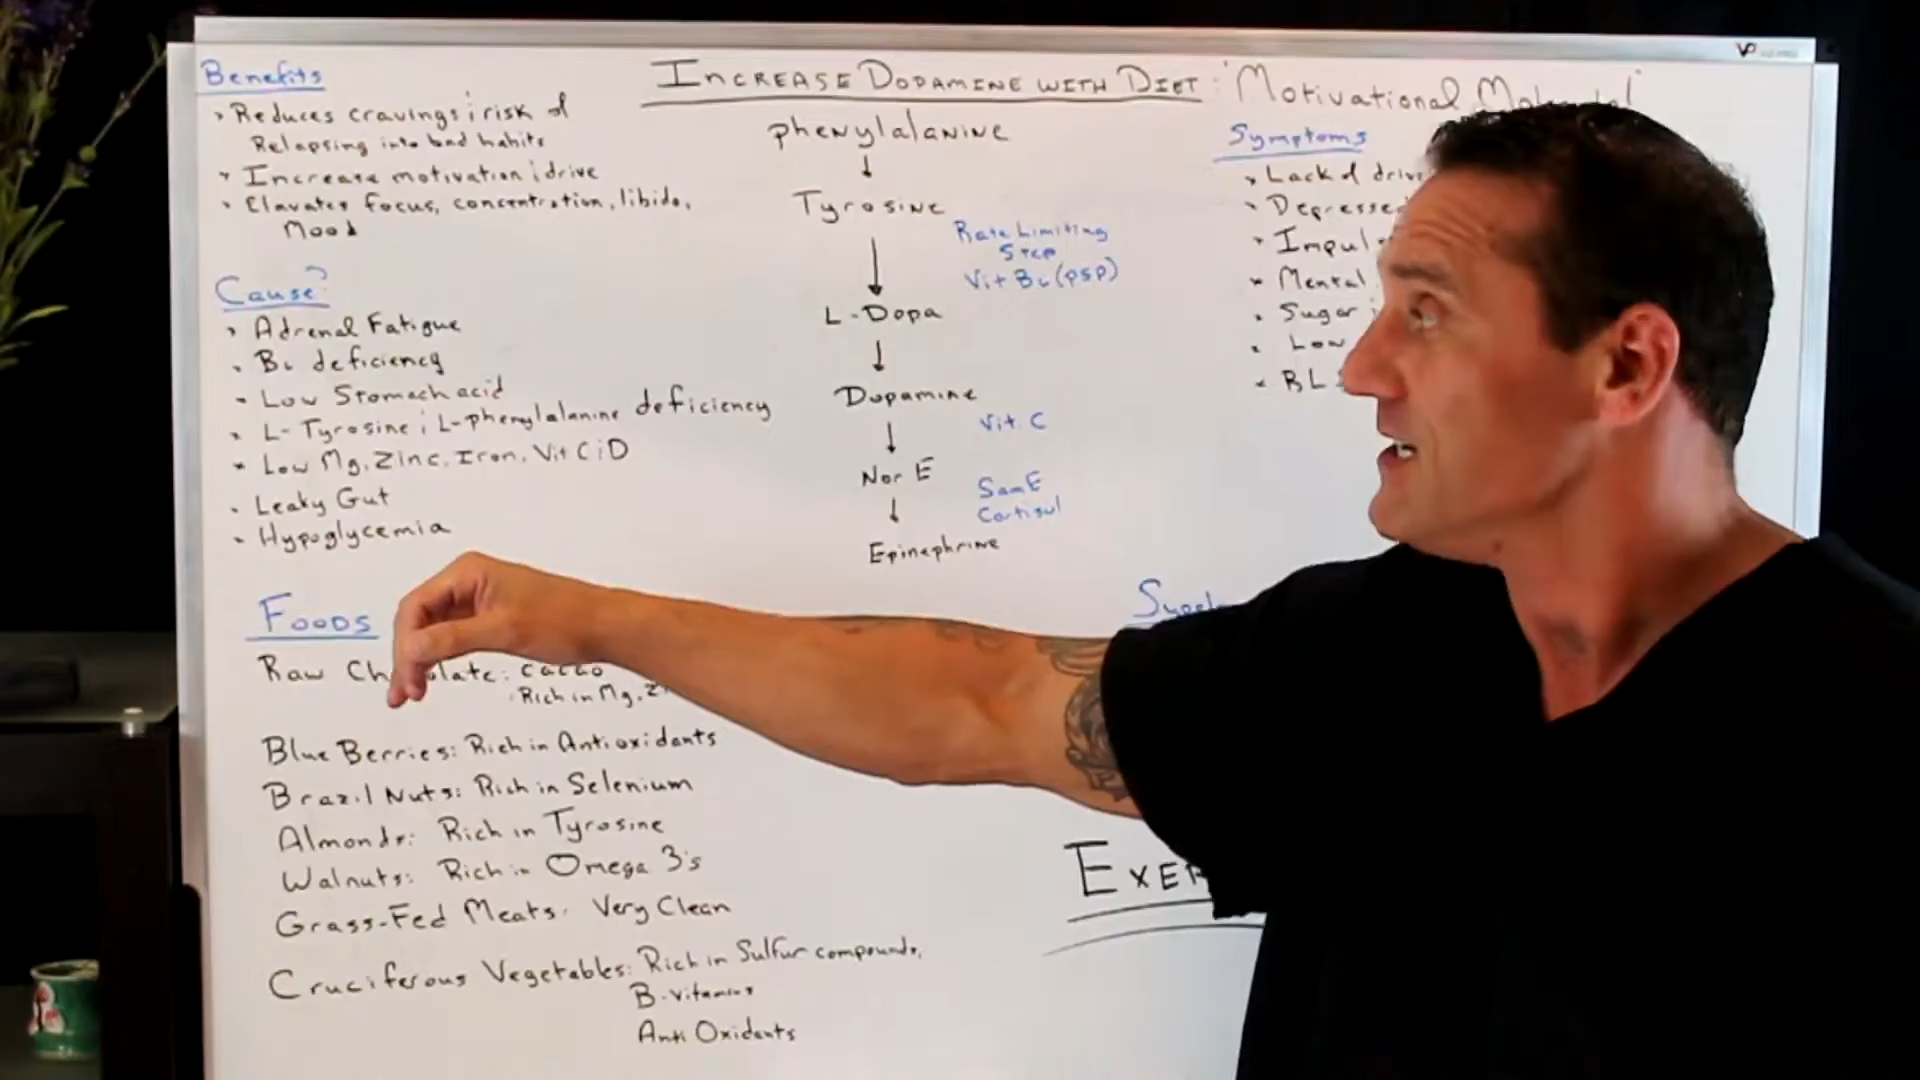 INCREASE DOPAMINE WITH DIET: "Motivational
Benefits
› Reduces cravings & risk of
Relapsing into bad habits
› Increase motivation & drive
› Elavates focus, concentration, libido,
Mood
Cause?
› Adrenal Fatigue
• B6 deficiency
• Low Stomach acid
• L-Tyrosine & L-phenylalanine deficiency
• Low Mg, Zinc, Iron, Vit C & D
• Leaky Gut
• Hypoglycemia
phenylalanine
↓
Tyrosine
Rate Limiting
Step
Vit B6 (P5P)
↓
L-Dopa
↓
Dopamine
Vit. C
↓
Nor E
SamE
Cortisol
↓
Epinephrine
Symptoms
› Lack of
•
•
• Mental
• Sugar
• Low
Foods
Raw : Cacao
• Rich in Mg,
Blue Berries: Rich in Antioxidants
Brazil Nuts: Rich in Selenium
Almonds: Rich in Tyrosine
Walnuts: Rich in Omega 3's
Grass-Fed Meats: Very Clean
Cruciferous Vegetables: Rich in Sulfur compounds,
B-vitamins
Anti Oxidants